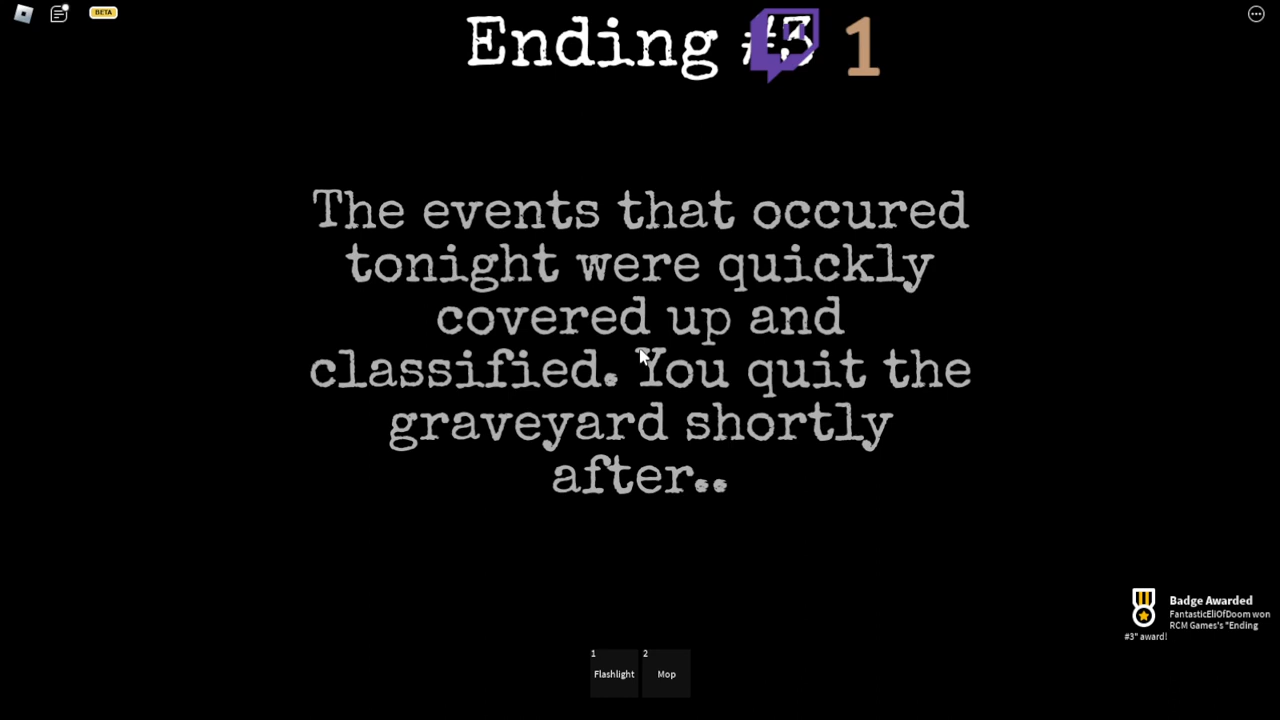 BETA
Ending #3 1
The events that occured
tonight were quickly
covered up and
classified. You quit the
graveyard shortly
after..
Badge Awarded
FantasticEliOfDoom won
RCM Games's "Ending
#3" award!
1
Flashlight
2
Mop